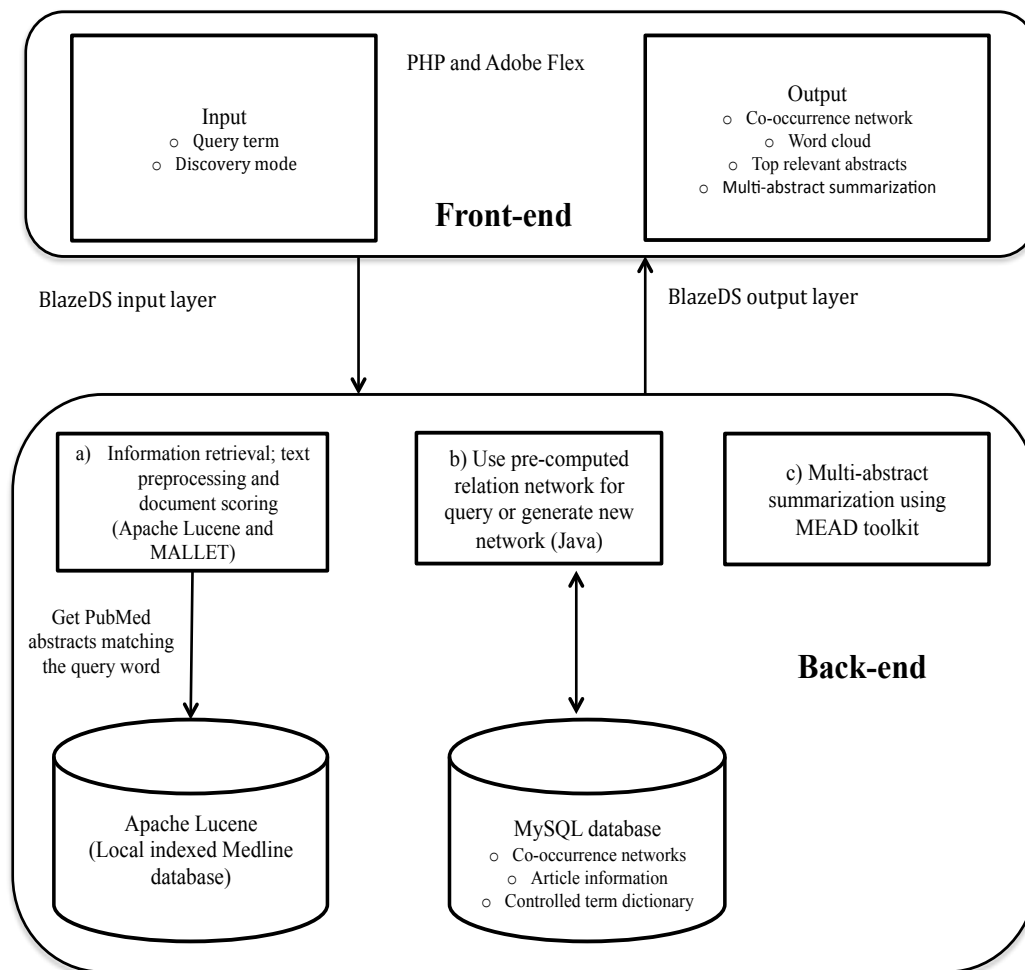 PHP and Adobe Flex
Input
○ Query term
○ Discovery mode
Output
○ Co-occurrence network
○ Word cloud
○ Top relevant abstracts
○ Multi-abstract summarization
Front-end
BlazeDS input layer
BlazeDS output layer
a) Information retrieval; text
preprocessing and
document scoring
(Apache Lucene and
MALLET)
b) Use pre-computed
relation network for
query or generate new
network (Java)
c) Multi-abstract
summarization using
MEAD toolkit
Get PubMed
abstracts matching
the query word
Back-end
Apache Lucene
(Local indexed Medline
database)
MySQL database
○ Co-occurrence networks
○ Article information
○ Controlled term dictionary